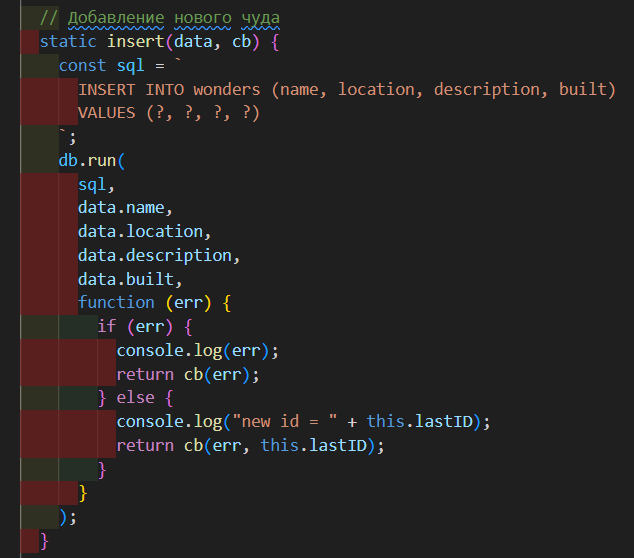 // Добавление нового чуда
static insert(data, cb) {
const sql = `
INSERT INTO wonders (name, location, description, built)
VALUES (?, ?, ?, ?)
`;
db.run(
sql,
data.name,
data.location,
data.description,
data.built,
function (err) {
if (err) {
console.log(err);
return cb(err);
} else {
console.log("new id = " + this.lastID);
return cb(err, this.lastID);
}
}
);
}